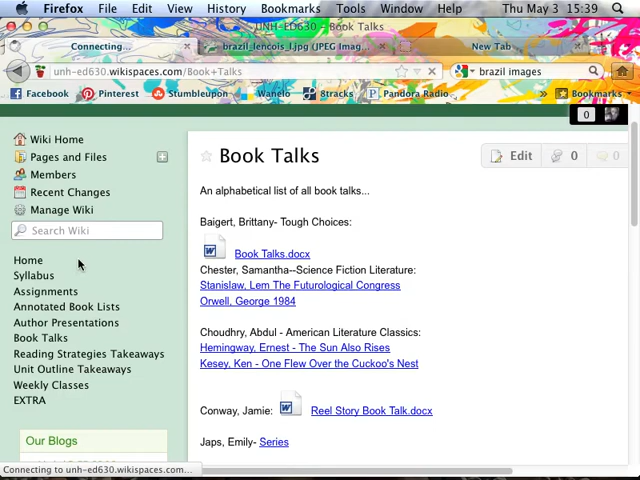 Firefox File Edit View History Bookmarks Tools Window Help Thu May 3 15:39
UNH-ED630 - Book Talks
Connecting... brazil_lencois_l.jpg (JPEG Imag... New Tab
unh-ed630.wikispaces.com/Book+Talks brazil images
Facebook Pinterest Stumbleupon Wanelo 8tracks Pandora Radio... » Bookmarks
0
Wiki Home
Pages and Files
Members
Recent Changes
Manage Wiki
Search Wiki
Home
Syllabus
Assignments
Annotated Book Lists
Author Presentations
Book Talks
Reading Strategies Takeaways
Unit Outline Takeaways
Weekly Classes
EXTRA
Our Blogs
Book Talks
Edit 0 0
An alphabetical list of all book talks...
Baigert, Brittany- Tough Choices:
Book Talks.docx
Chester, Samantha--Science Fiction Literature:
Stanislaw, Lem The Futurological Congress
Orwell, George 1984
Choudhry, Abdul - American Literature Classics:
Hemingway, Ernest - The Sun Also Rises
Kesey, Ken - One Flew Over the Cuckoo's Nest
Conway, Jamie: Reel Story Book Talk.docx
Japs, Emily- Series
Connecting to unh-ed630.wikispaces.com...